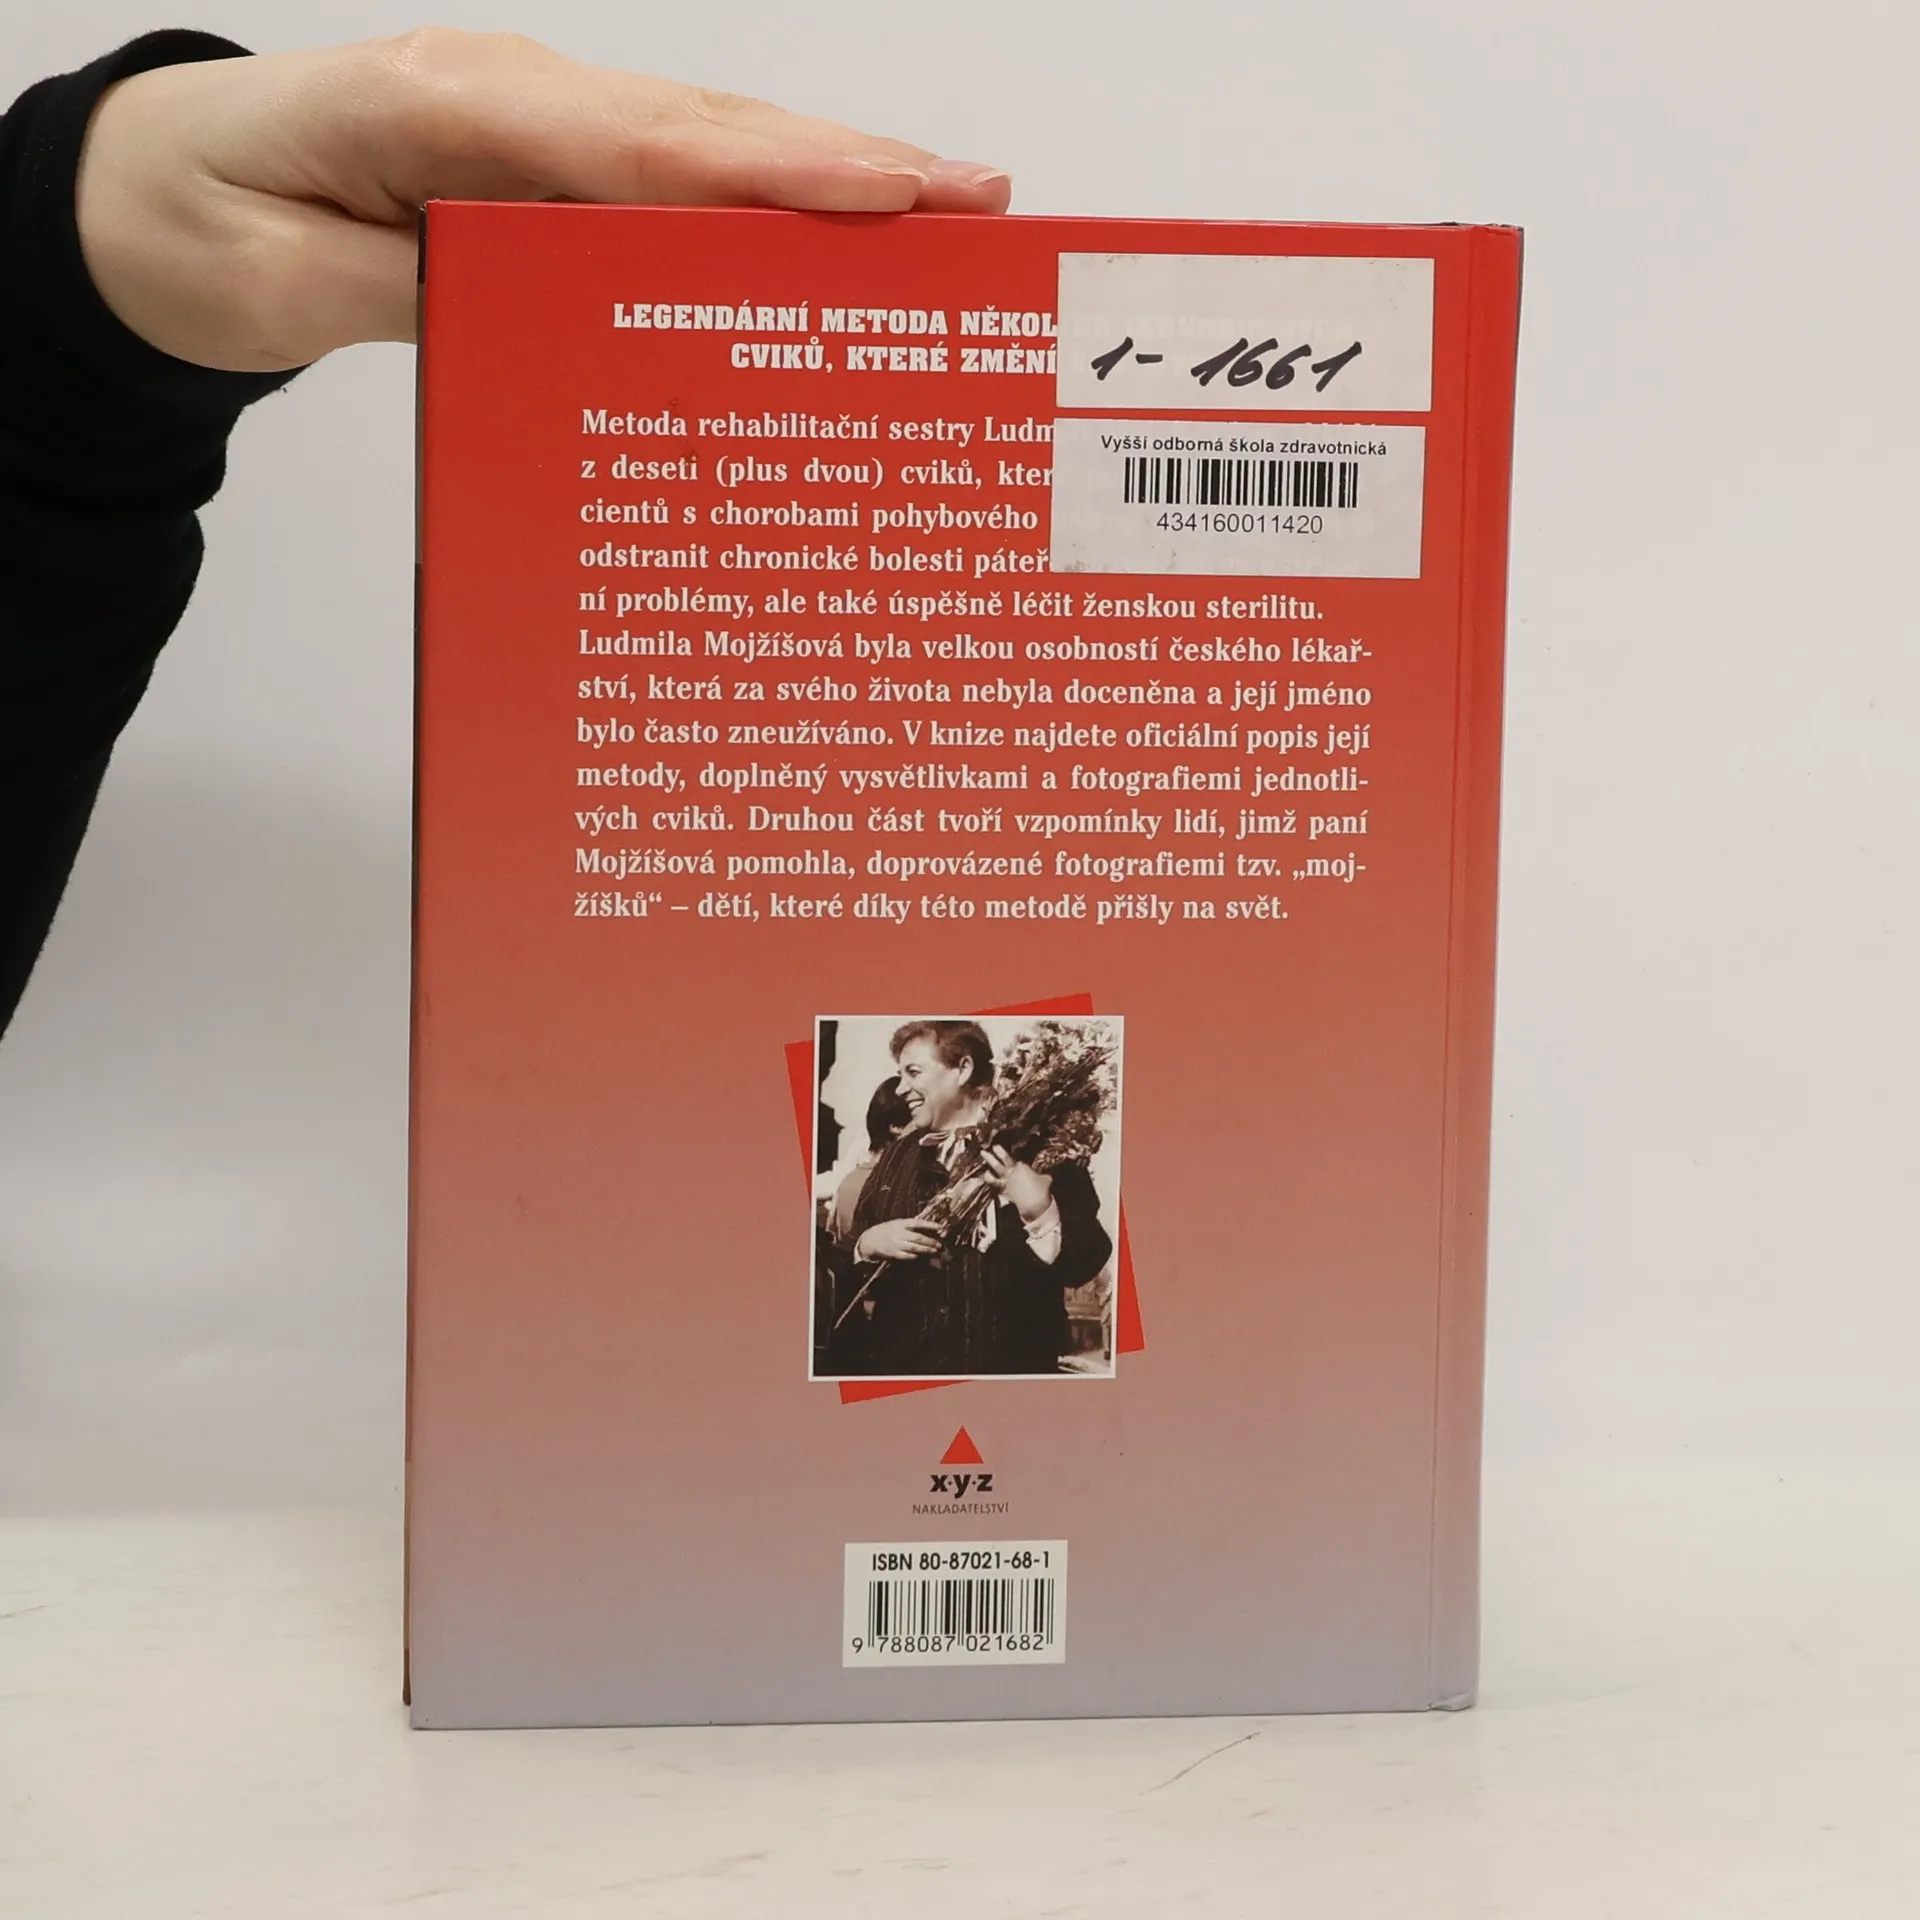 LEGENDÁRNÍ METODA NĚKOL
CVIKŮ, KTERÉ ZMĚNÍ
1-1661
Metoda rehabilitační sestry Ludm
z deseti (plus dvou) cviků, kter
cientů s chorobami pohybového
odstranit chronické bolesti páteř
Vyšší odborná škola zdravotnická
434160011420
ní problémy, ale také úspěšně léčit ženskou sterilitu.
Ludmila Mojžíšová byla velkou osobností českého lékař-
ství, která za svého života nebyla doceněna a její jméno
bylo často zneužíváno. V knize najdete oficiální popis její
metody, doplněný vysvětlivkami a fotografiemi jednotli-
vých cviků. Druhou část tvoří vzpomínky lidí, jimž paní
Mojžíšová pomohla, doprovázené fotografiemi tzv. „moj-
žíšků“ – dětí, které díky této metodě přišly na svět.
x·y·z
NAKLADATELSTVÍ
ISBN 80-87021-68-1
9 788087 021682